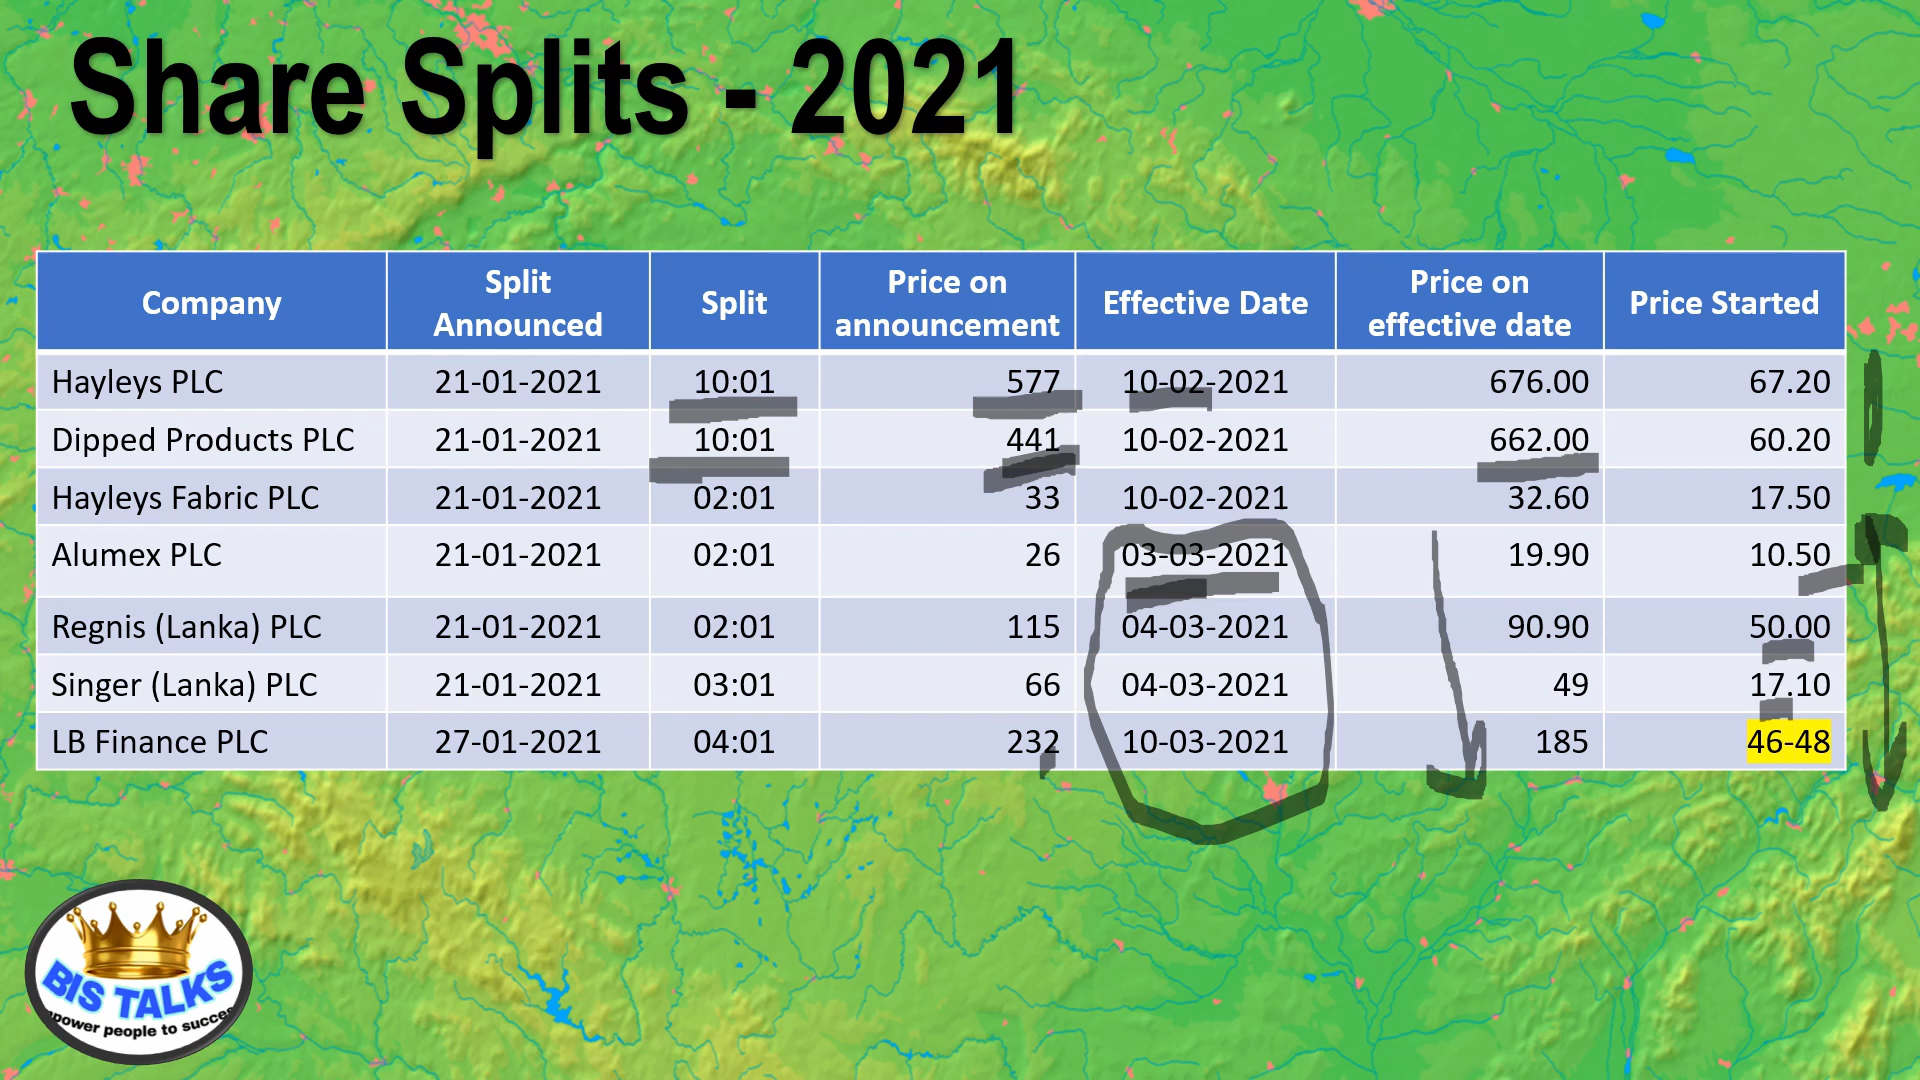 Share Splits - 2021
Company Split Announced Split Price on announcement Effective Date Price on effective date Price Started
Hayleys PLC 21-01-2021 10:01 577 10-02-2021 676.00 67.20
Dipped Products PLC 21-01-2021 10:01 441 10-02-2021 662.00 60.20
Hayleys Fabric PLC 21-01-2021 02:01 33 10-02-2021 32.60 17.50
Alumex PLC 21-01-2021 02:01 26 03-03-2021 19.90 10.50
Regnis (Lanka) PLC 21-01-2021 02:01 115 04-03-2021 90.90 50.00
Singer (Lanka) PLC 21-01-2021 03:01 66 04-03-2021 49 17.10
LB Finance PLC 27-01-2021 04:01 232 10-03-2021 185 46-48
BIS TALKS
power people to succes